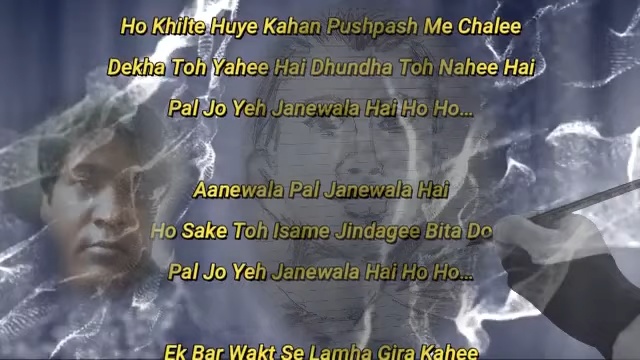 Ho Khilte Huye Kahan Pushpash Me Chalee
Dekha Toh Yahee Hai Dhundha Toh Nahee Hai
Pal Jo Yeh Janewala Hai Ho Ho...
Aanewala Pal Janewala Hai
Ho Sake Toh Isame Jindagee Bita Do
Pal Jo Yeh Janewala Hai Ho Ho...
Ek Bar Wakt Se Lamha Gira Kahee